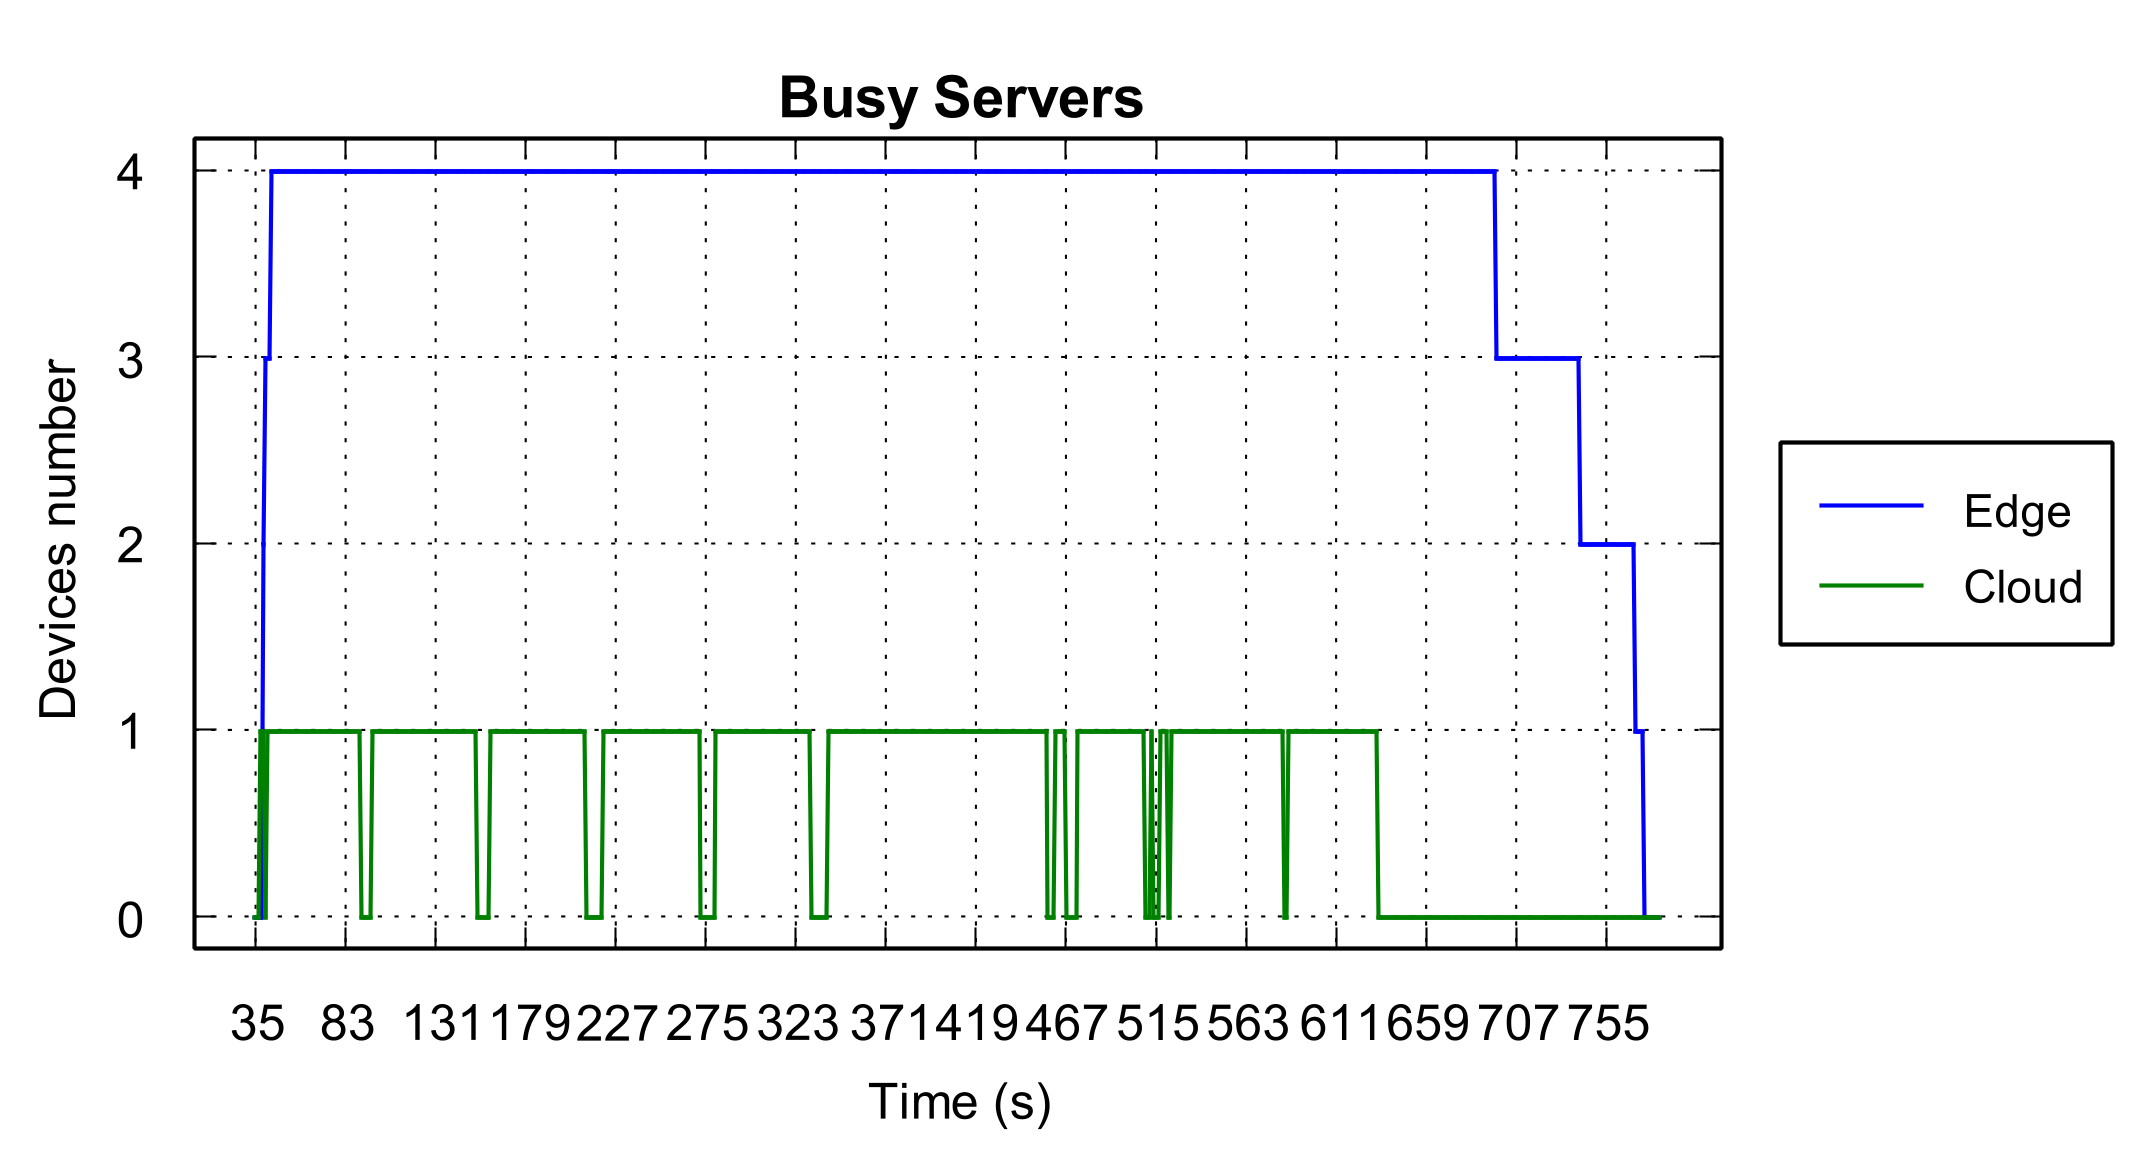 Busy Servers
4
3
2
1
0
Devices number
35 83 131 179 227 275 323 371 419 467 515 563 611 659 707 755
Time (s)
Edge
Cloud